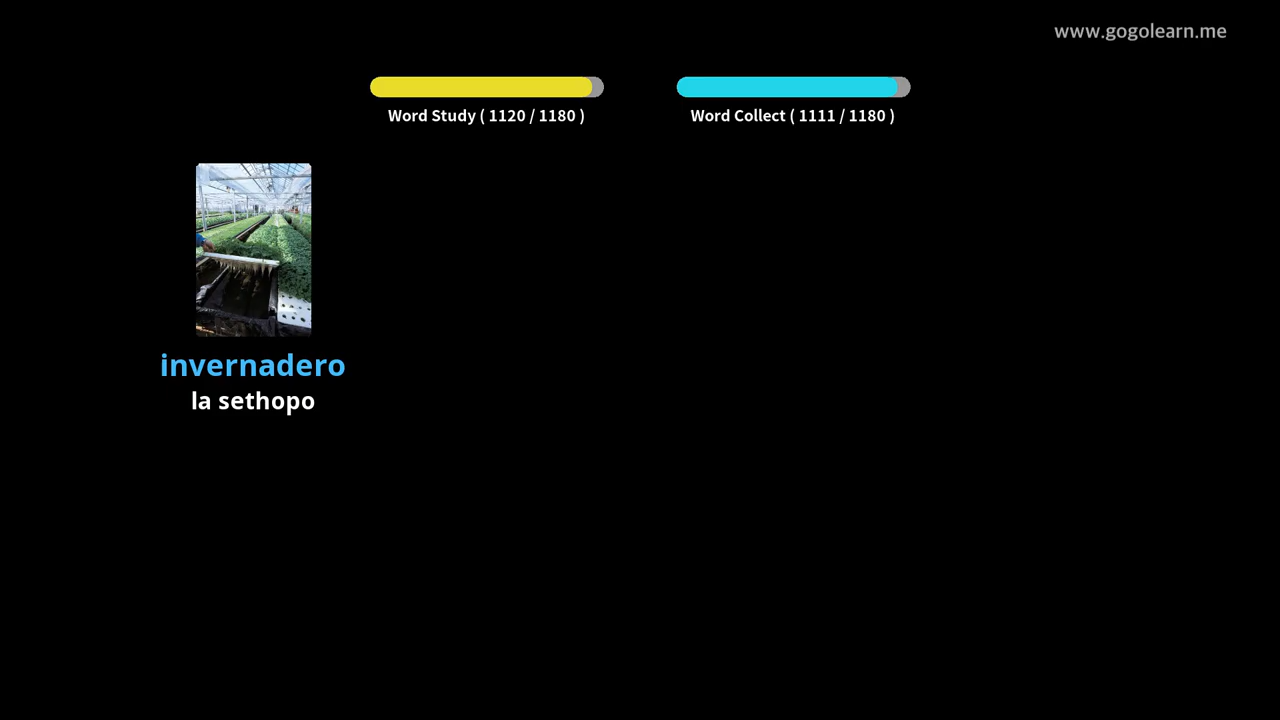 www.gogolearn.me
Word Study ( 1120 / 1180 )
Word Collect ( 1111 / 1180 )
invernadero
la sethopo